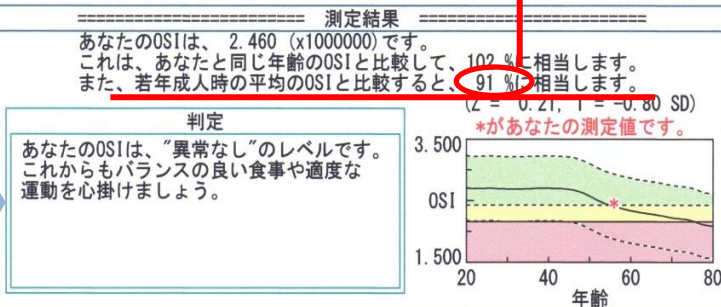 測定結果
あなたのOSIは、 2.460 (x1000000)です。
これは、あなたと同じ年齢のOSIと比較して、102 %に相当します。
また、若年成人時の平均のOSIと比較すると、 91 %に相当します。
(Z = 0.21, T = -0.80 SD)
判定
あなたのOSIは、"異常なし"のレベルです。
これからもバランスの良い食事や適度な
運動を心掛けましょう。
*があなたの測定値です。
3.500
OSI
*
1.500
20 40 60 80
年齢